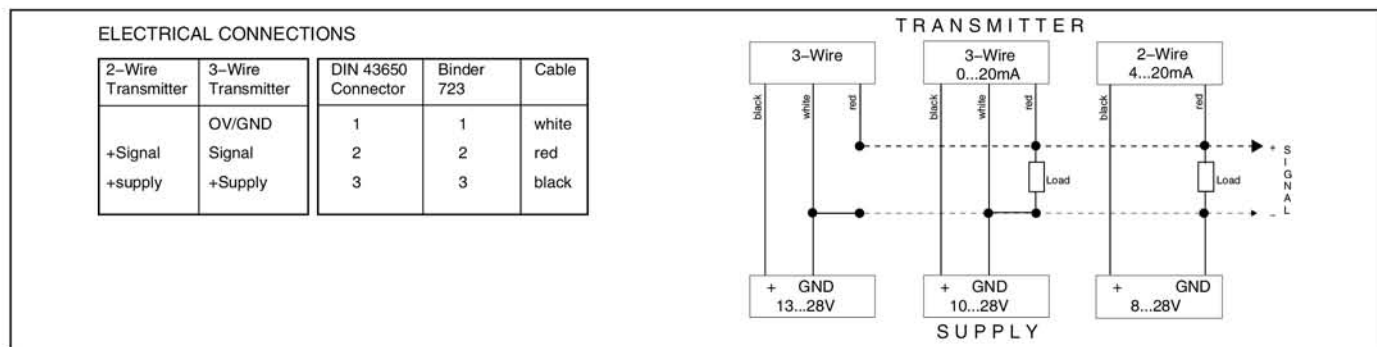 ELECTRICAL CONNECTIONS
2–Wire Transmitter 3–Wire Transmitter DIN 43650 Connector Binder 723 Cable
OV/GND 1 1 white
+Signal Signal 2 2 red
+supply +Supply 3 3 black
TRANSMITTER
3–Wire
3–Wire
0...20mA
2–Wire
4...20mA
black white red black white red black red
+ SIGNAL –
Load Load
+ GND
13...28V
+ GND
10...28V
+ GND
8...28V
SUPPLY